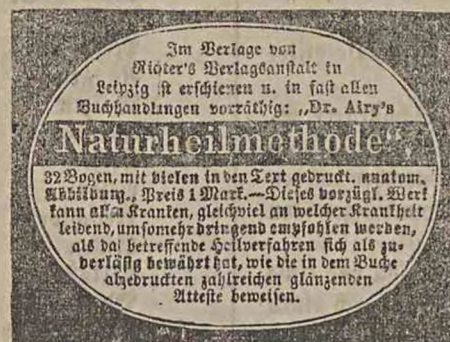 Im Verlage von
Richter's Verlagsanstalt in
Leipzig ist erschienen u. in fast allen
Buchhandlungen vorräthig: „Dr. Airy's
Naturheilmethode“,
32 Bogen, mit vielen in den Text gedruckt. anatom.
Abbildung., Preis 1 Mark.—Dieses vorzügl. Werk
kann allen Kranken, gleichviel an welcher Krankheit
leidend, umsomehr dringend empfohlen werden,
als das betreffende Heilverfahren sich als zu-
verläßig bewährt hat, wie die in dem Buche
abgedruckten zahlreichen glänzenden
Atteste beweisen.